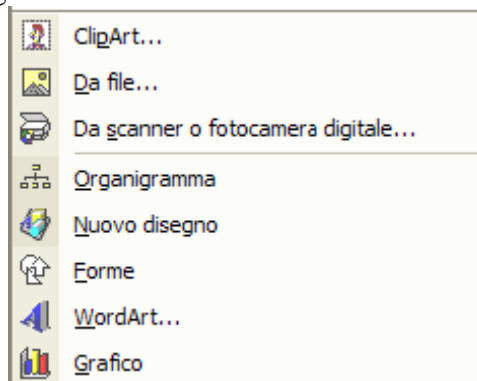 ClipArt...
Da file...
Da scanner o fotocamera digitale...
Organigramma
Nuovo disegno
Forme
WordArt...
Grafico